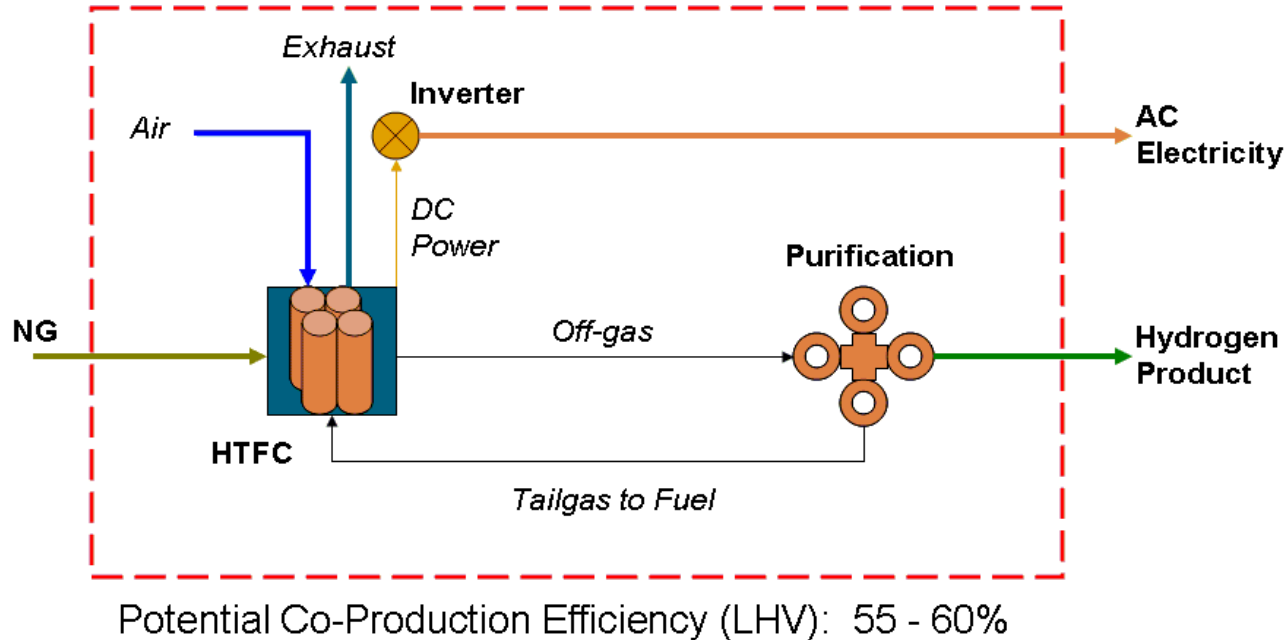 Exhaust
Inverter
Air
AC
Electricity
DC
Power
Purification
NG
Off-gas
Hydrogen
Product
HTFC
Tailgas to Fuel
Potential Co-Production Efficiency (LHV): 55 - 60%